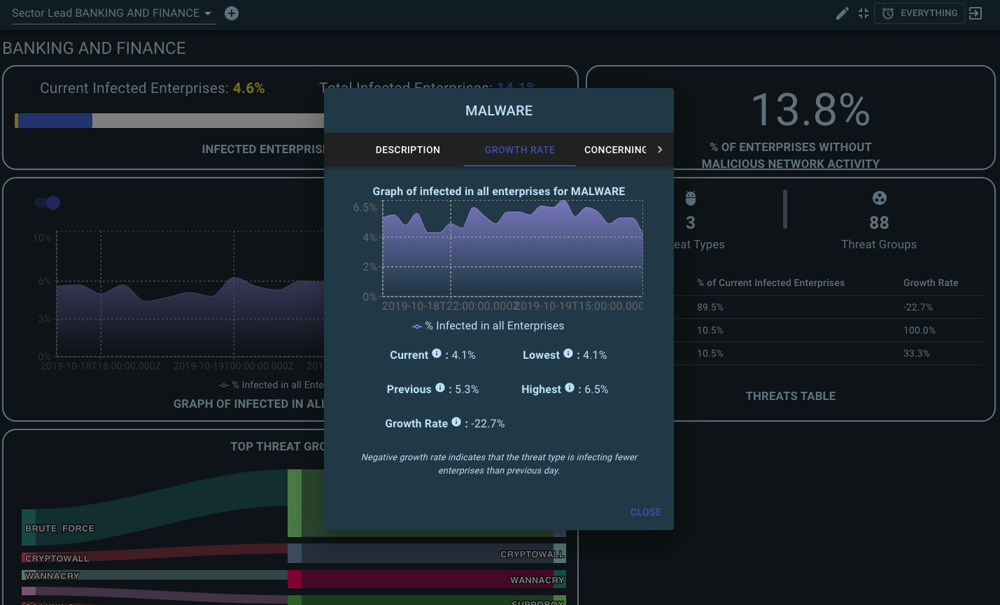 Sector Lead BANKING AND FINANCE
EVERYTHING
BANKING AND FINANCE
Current Infected Enterprises: 4.6%
Total Infected Enterprises: 14.1%
INFECTED ENTERPRIS
13.8%
% OF ENTERPRISES WITHOUT
MALICIOUS NETWORK ACTIVITY
MALWARE
DESCRIPTION
GROWTH RATE
CONCERNING
Graph of infected in all enterprises for MALWARE
6.5%
4%
2%
0%
2019-10-18T22:00:00.000Z
2019-10-19T15:00:00.000
% Infected in all Enterprises
Current : 4.1%
Lowest : 4.1%
Previous : 5.3%
Highest : 6.5%
Growth Rate : -22.7%
Negative growth rate indicates that the threat type is infecting fewer
enterprises than previous day.
CLOSE
10%
6%
3%
0%
2019-10-18T18:00:00.000Z
2019-10-19T00:00:00.000Z
201
% Infected in all Ente
GRAPH OF INFECTED IN ALL
3
eat Types
88
Threat Groups
% of Current Infected Enterprises
Growth Rate
89.5%
-22.7%
10.5%
100.0%
10.5%
33.3%
THREATS TABLE
TOP THREAT GRO
BRUTE_FORCE
CRYPTOWALL
CRYPTOWALL
WANNACRY
WANNACRY
SUPPOBOX